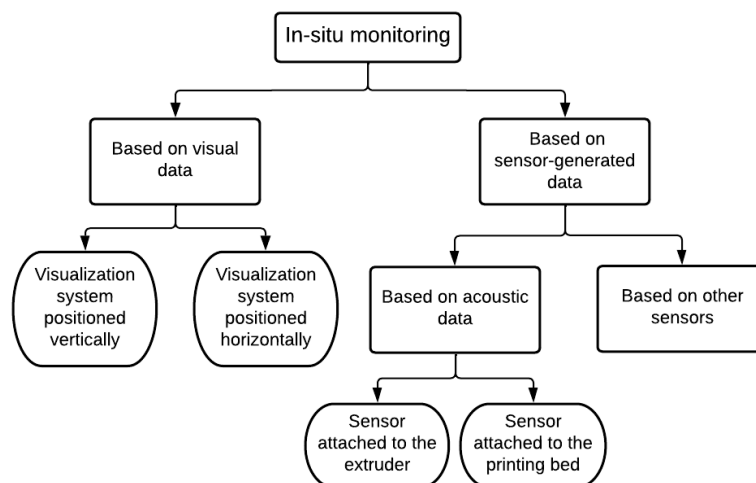 In-situ monitoring
Based on visual
data
Based on
sensor-generated
data
Visualization
system
positioned
vertically
Visualization
system
positioned
horizontally
Based on acoustic
data
Based on other
sensors
Sensor
attached to the
extruder
Sensor
attached to the
printing bed